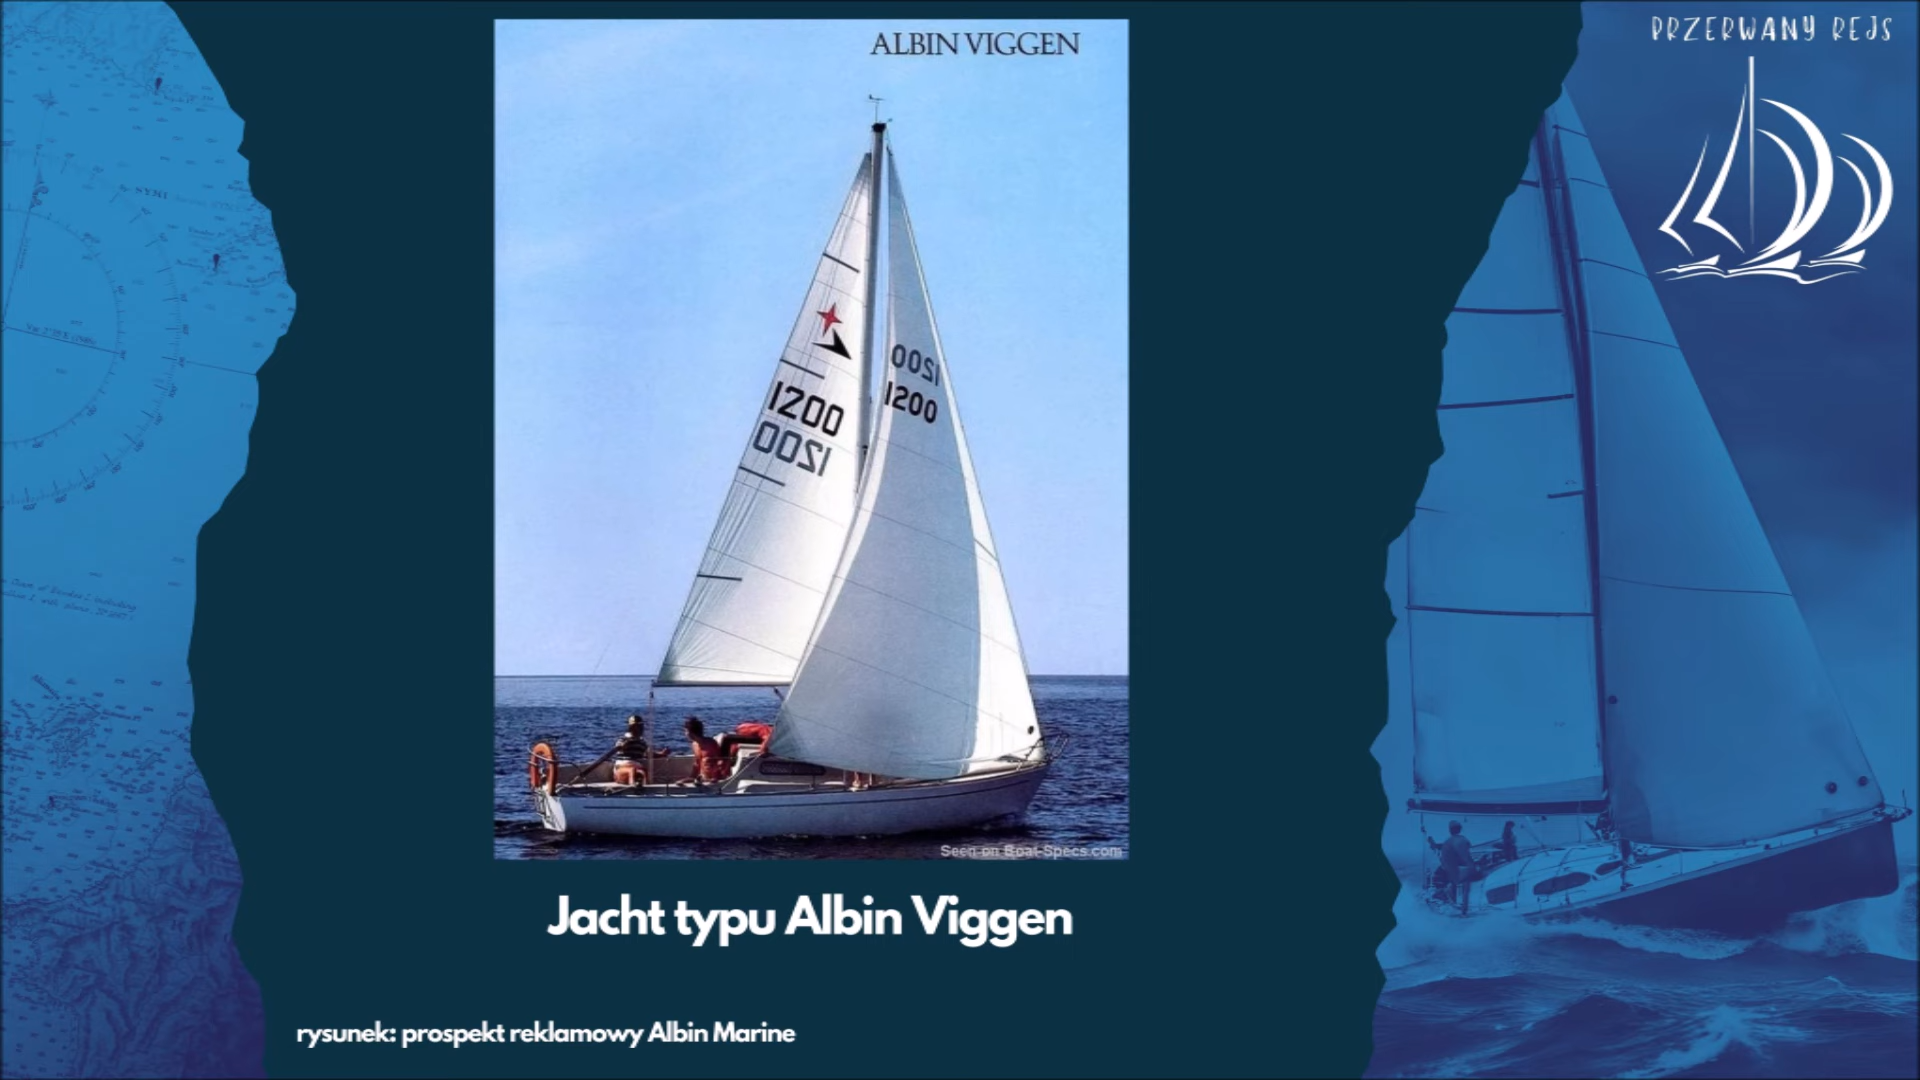 PRZERWANY REJS
ALBIN VIGGEN
1200
1200
1200
1200
SYMI
Seen on Boat-Specs.com
Jacht typu Albin Viggen
rysunek: prospekt reklamowy Albin Marine